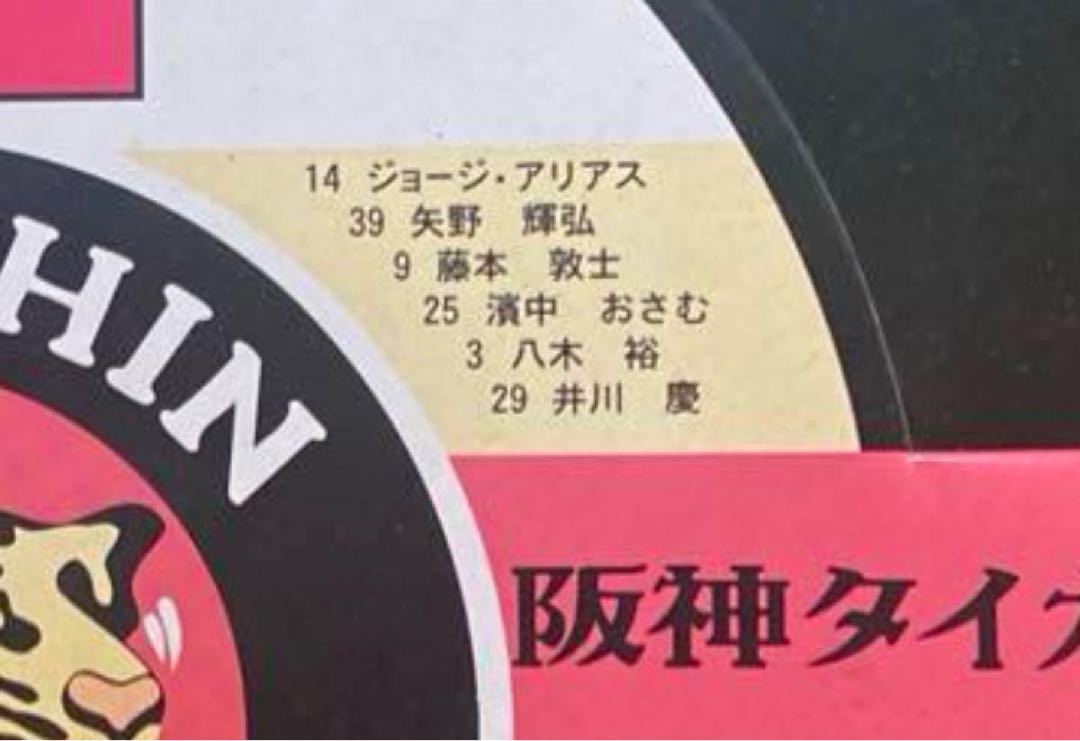 14 ジョージ・アリアス
39 矢野　輝弘
9 藤本　敦士
25 濱中　おさむ
3 八木　裕
29 井川　慶
HIN
阪神タイガ